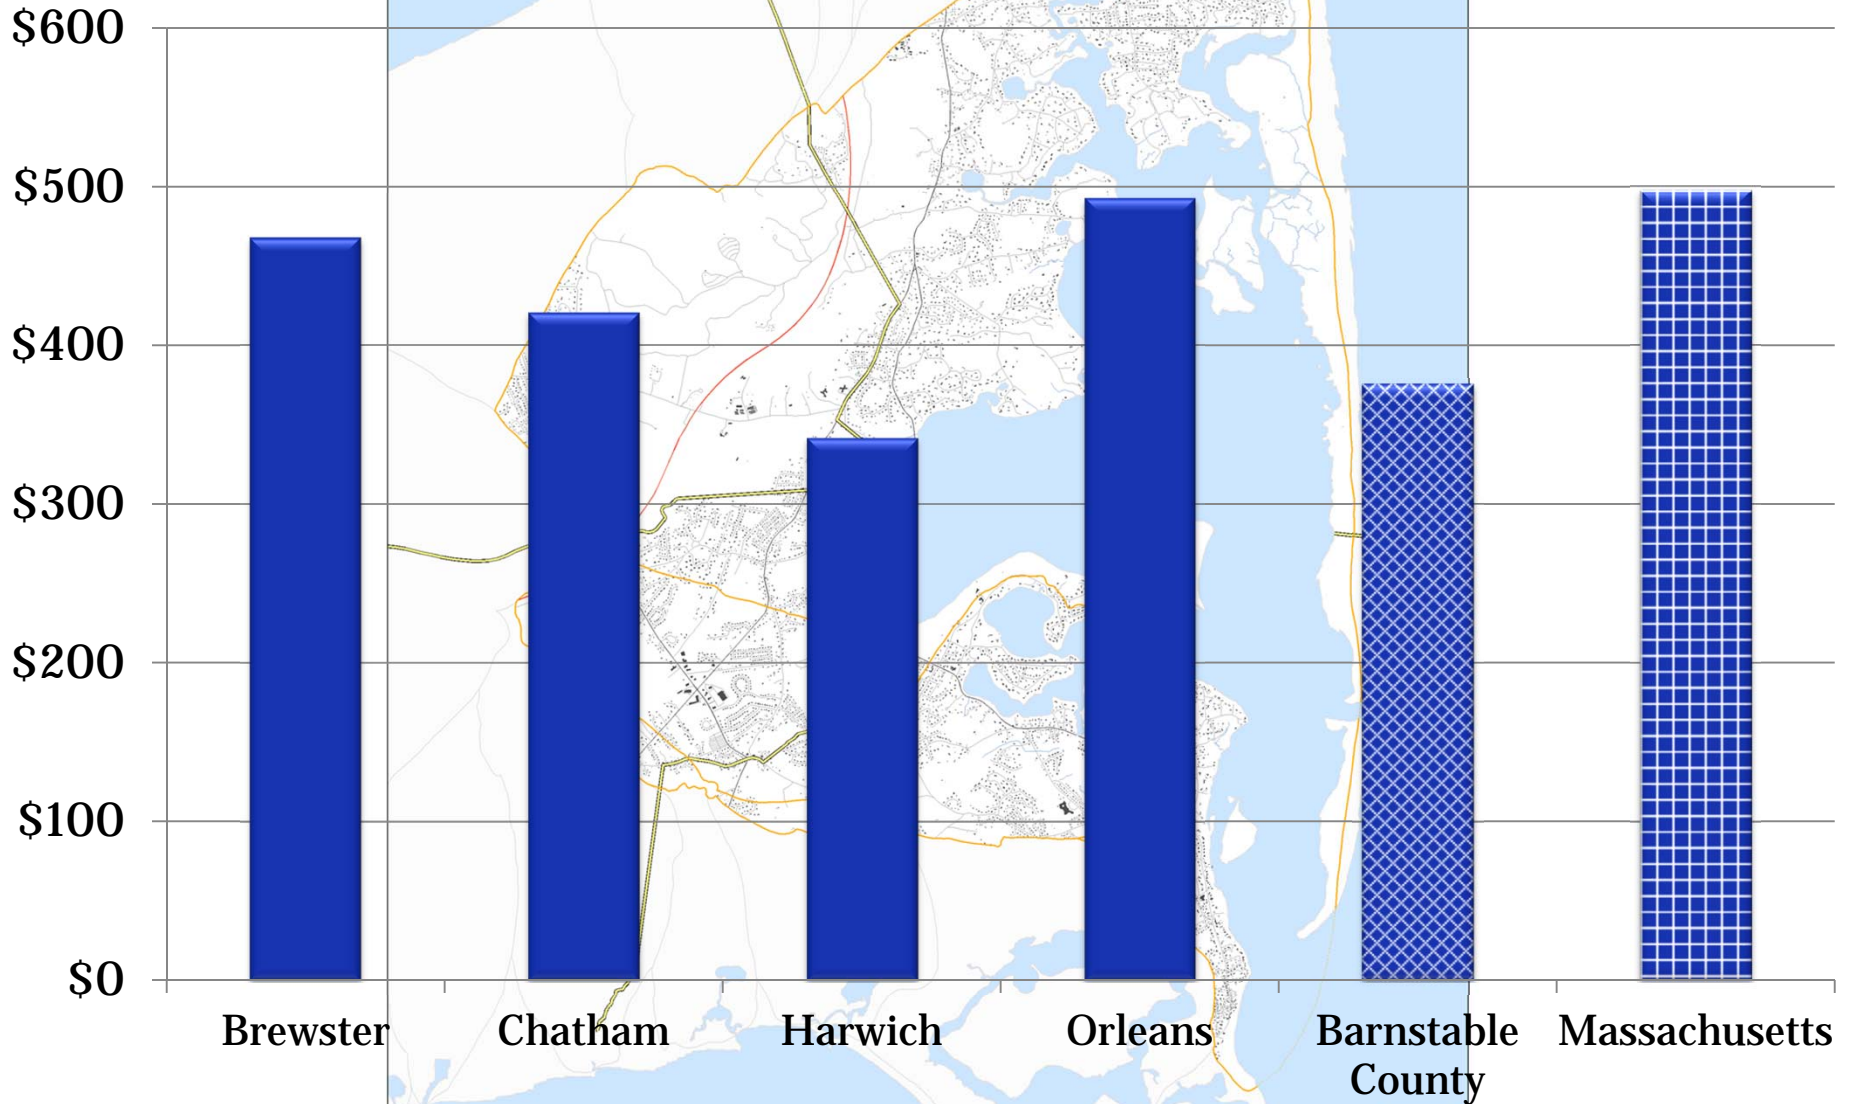 $600
$500
$400
$300
$200
$100
$0
Brewster
Chatham
Harwich
Orleans
Barnstable
County
Massachusetts